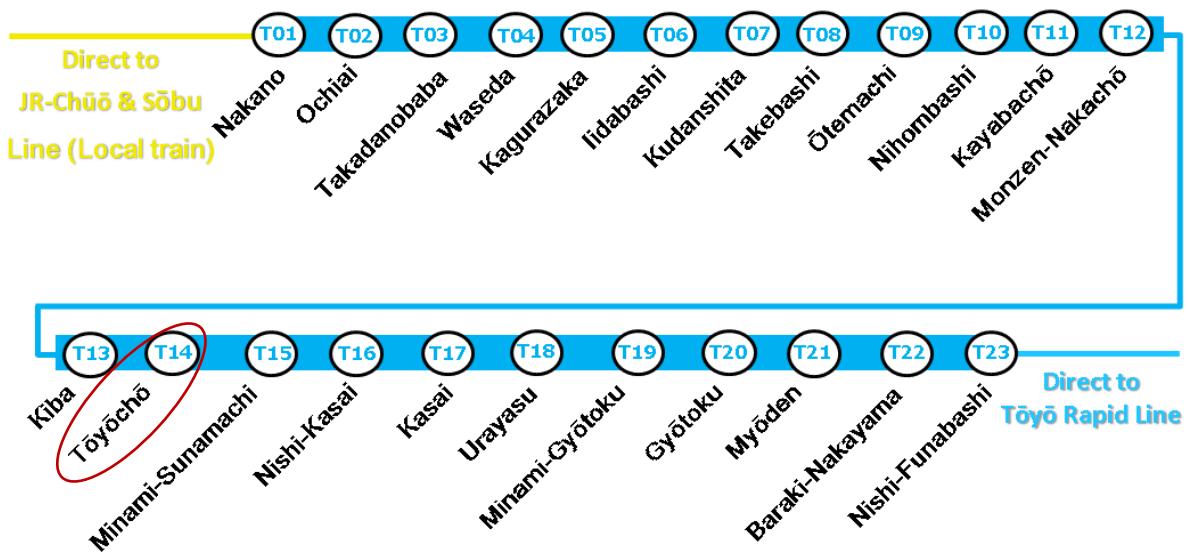 T01 T02 T03 T04 T05 T06 T07 T08 T09 T10 T11 T12
Direct to
JR-Chūō & Sōbu
Line (Local train)
Nakano
Ochiai
Takadanobaba
Waseda
Kagurazaka
Iidabashi
Kudanshita
Takebashi
Ōtemachi
Nihombashi
Kayabachō
Monzen-Nakachō
T13 T14 T15 T16 T17 T18 T19 T20 T21 T22 T23
Kiba
Tōyōchō
Minami-Sunamachi
Nishi-Kasai
Kasai
Urayasu
Minami-Gyōtoku
Gyōtoku
Myōden
Baraki-Nakayama
Nishi-Funabashi
Direct to
Tōyō Rapid Line